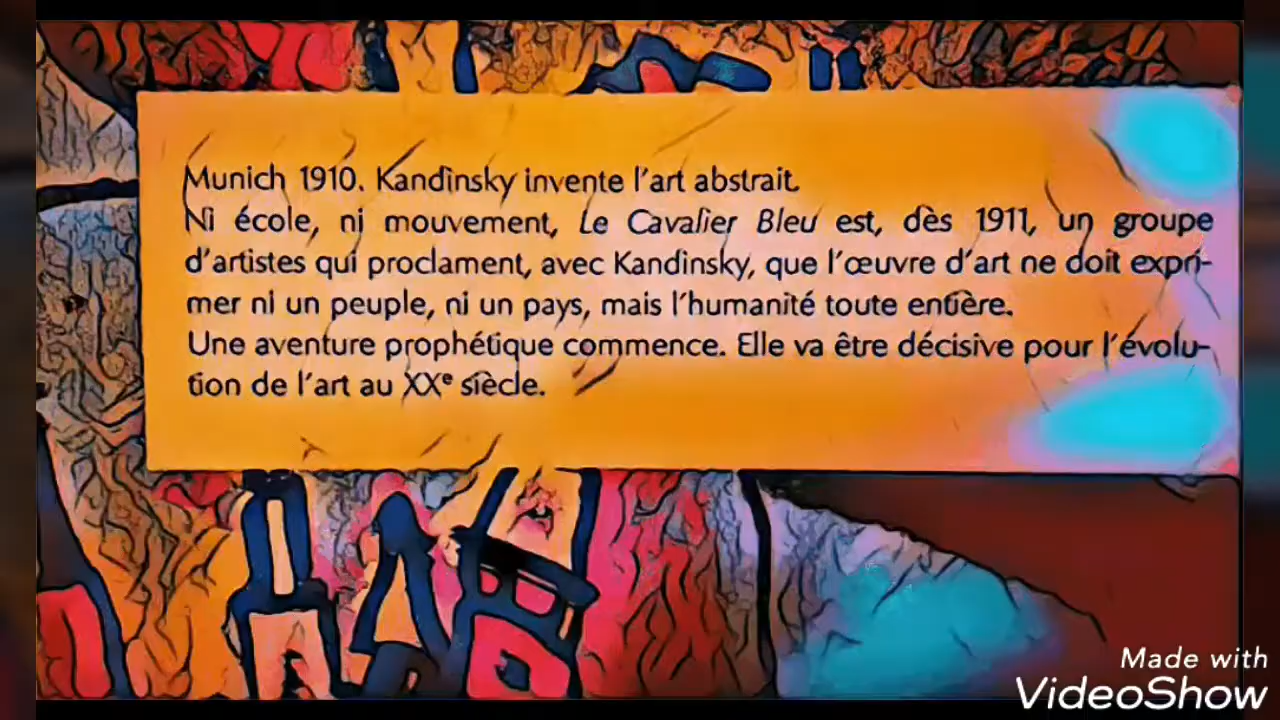 Munich 1910. Kandinsky invente l'art abstrait.
Ni école, ni mouvement, Le Cavalier Bleu est, dès 1911, un groupe
d'artistes qui proclament, avec Kandinsky, que l'œuvre d'art ne doit expri-
mer ni un peuple, ni un pays, mais l'humanité toute entière.
Une aventure prophétique commence. Elle va être décisive pour l'évolu-
tion de l'art au XXe siècle.
Made with
VideoShow